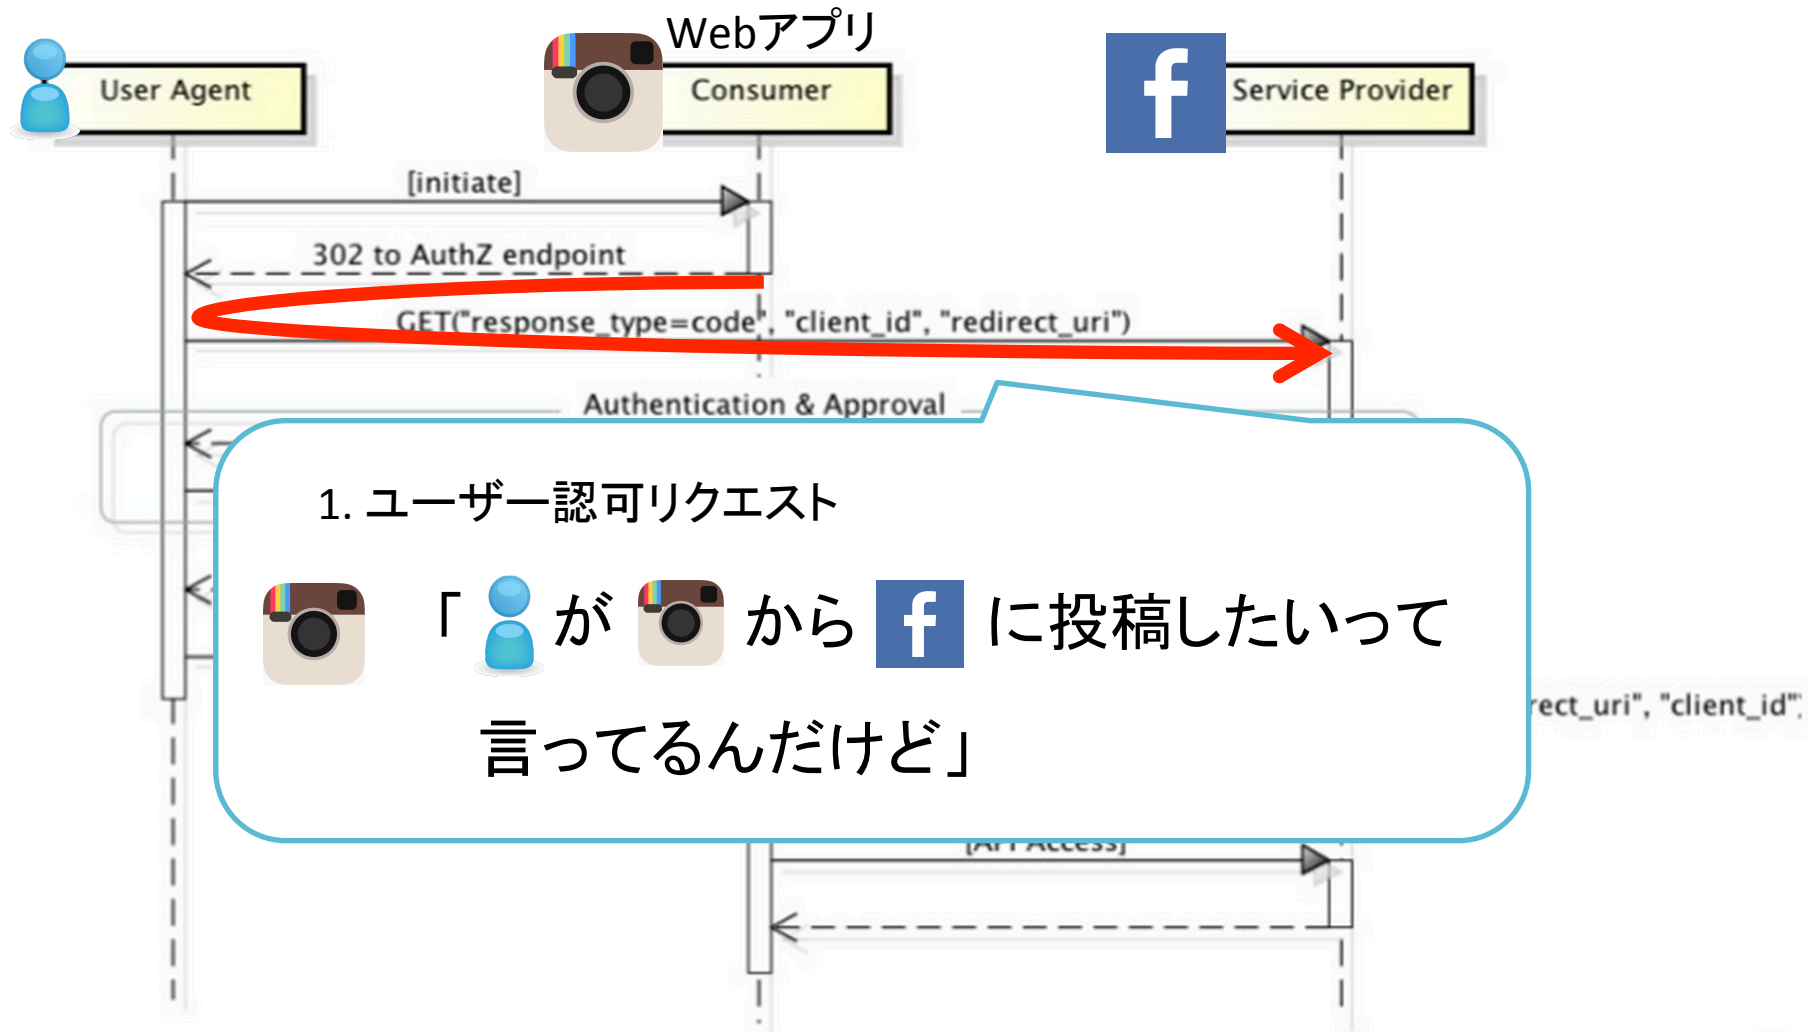 Webアプリ
User Agent
Consumer
Service Provider
[initiate]
302 to AuthZ endpoint
GET("response_type=code", "client_id", "redirect_uri")
Authentication & Approval
1. ユーザー認可リクエスト
「 が から に投稿したいって
言ってるんだけど」
rect_uri", "client_id"
[API Access]